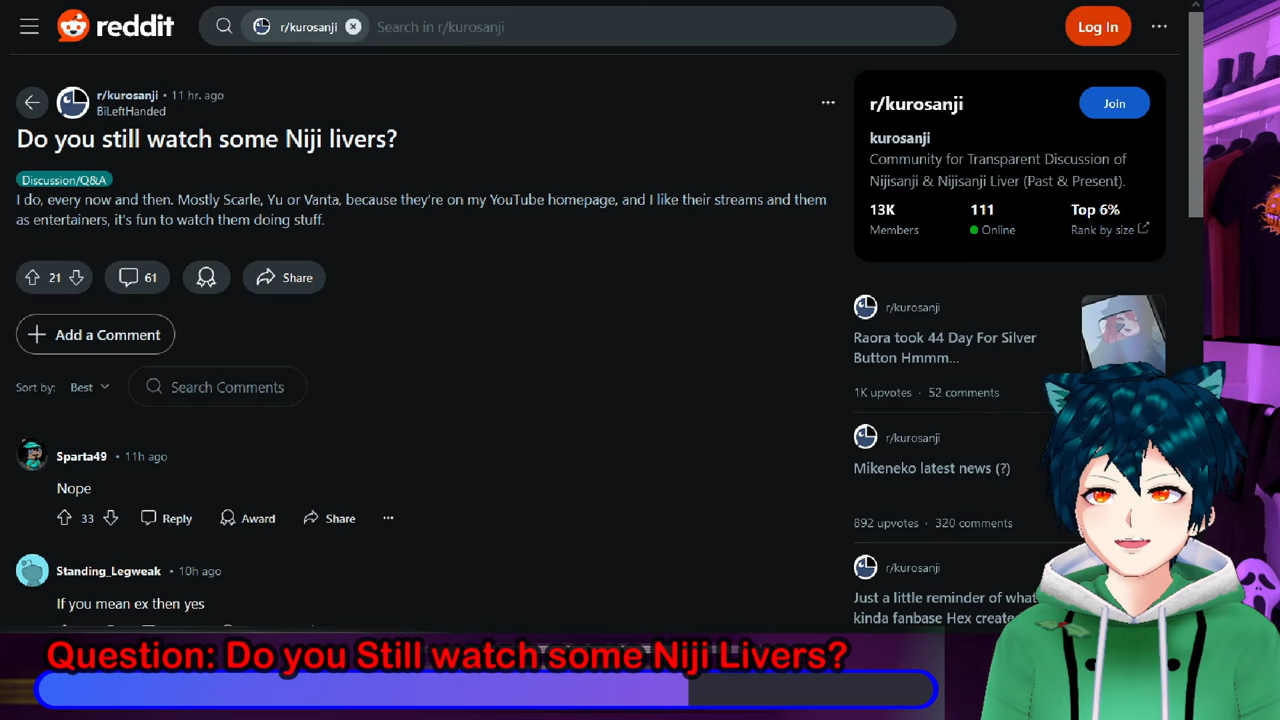 reddit
r/kurosanji
Search in r/kurosanji
Log In
r/kurosanji • 11 hr. ago
BiLeftHanded
Do you still watch some Niji livers?
Discussion/Q&A
I do, every now and then. Mostly Scarle, Yu or Vanta, because they're on my YouTube homepage, and I like their streams and them
as entertainers, it's fun to watch them doing stuff.
21
61
Share
Add a Comment
Sort by: Best
Search Comments
Sparta49 • 11h ago
Nope
33
Reply
Award
Share
Standing_Legweak • 10h ago
If you mean ex then yes
r/kurosanji
Join
kurosanji
Community for Transparent Discussion of
Nijisanji & Nijisanji Liver (Past & Present).
13K
111
Top 6%
Members
Online
Rank by size
r/kurosanji
Raora took 44 Day For Silver
Button Hmmm...
1K upvotes • 52 comments
r/kurosanji
Mikeneko latest news (?)
892 upvotes • 320 comments
r/kurosanji
Just a little reminder of what
kinda fanbase Hex create
Question: Do you Still watch some Niji Livers?